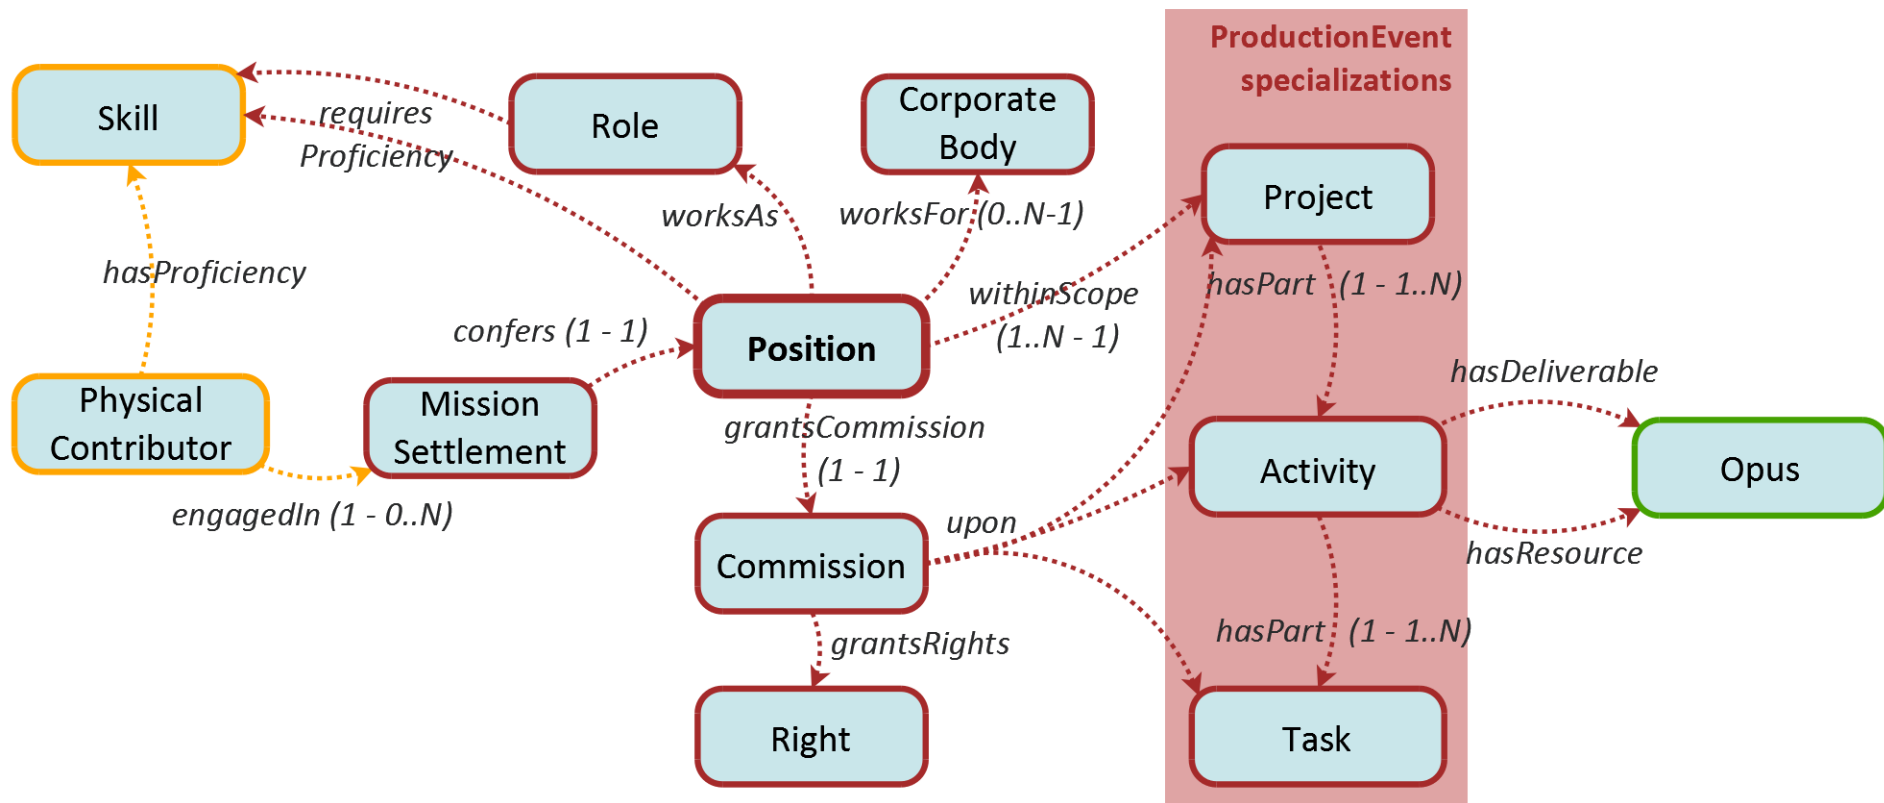 ProductionEvent
specializations
Skill
requires
Proficiency
Role
Corporate
Body
Project
worksAs
worksFor (0..N-1)
hasProficiency
withinScope
(1..N - 1)
hasPart (1 - 1..N)
confers (1 - 1)
Position
Physical
Contributor
Mission
Settlement
grantsCommission
(1 - 1)
hasDeliverable
Activity
Opus
engagedIn (1 - 0..N)
upon
hasResource
Commission
grantsRights
hasPart (1 - 1..N)
Right
Task